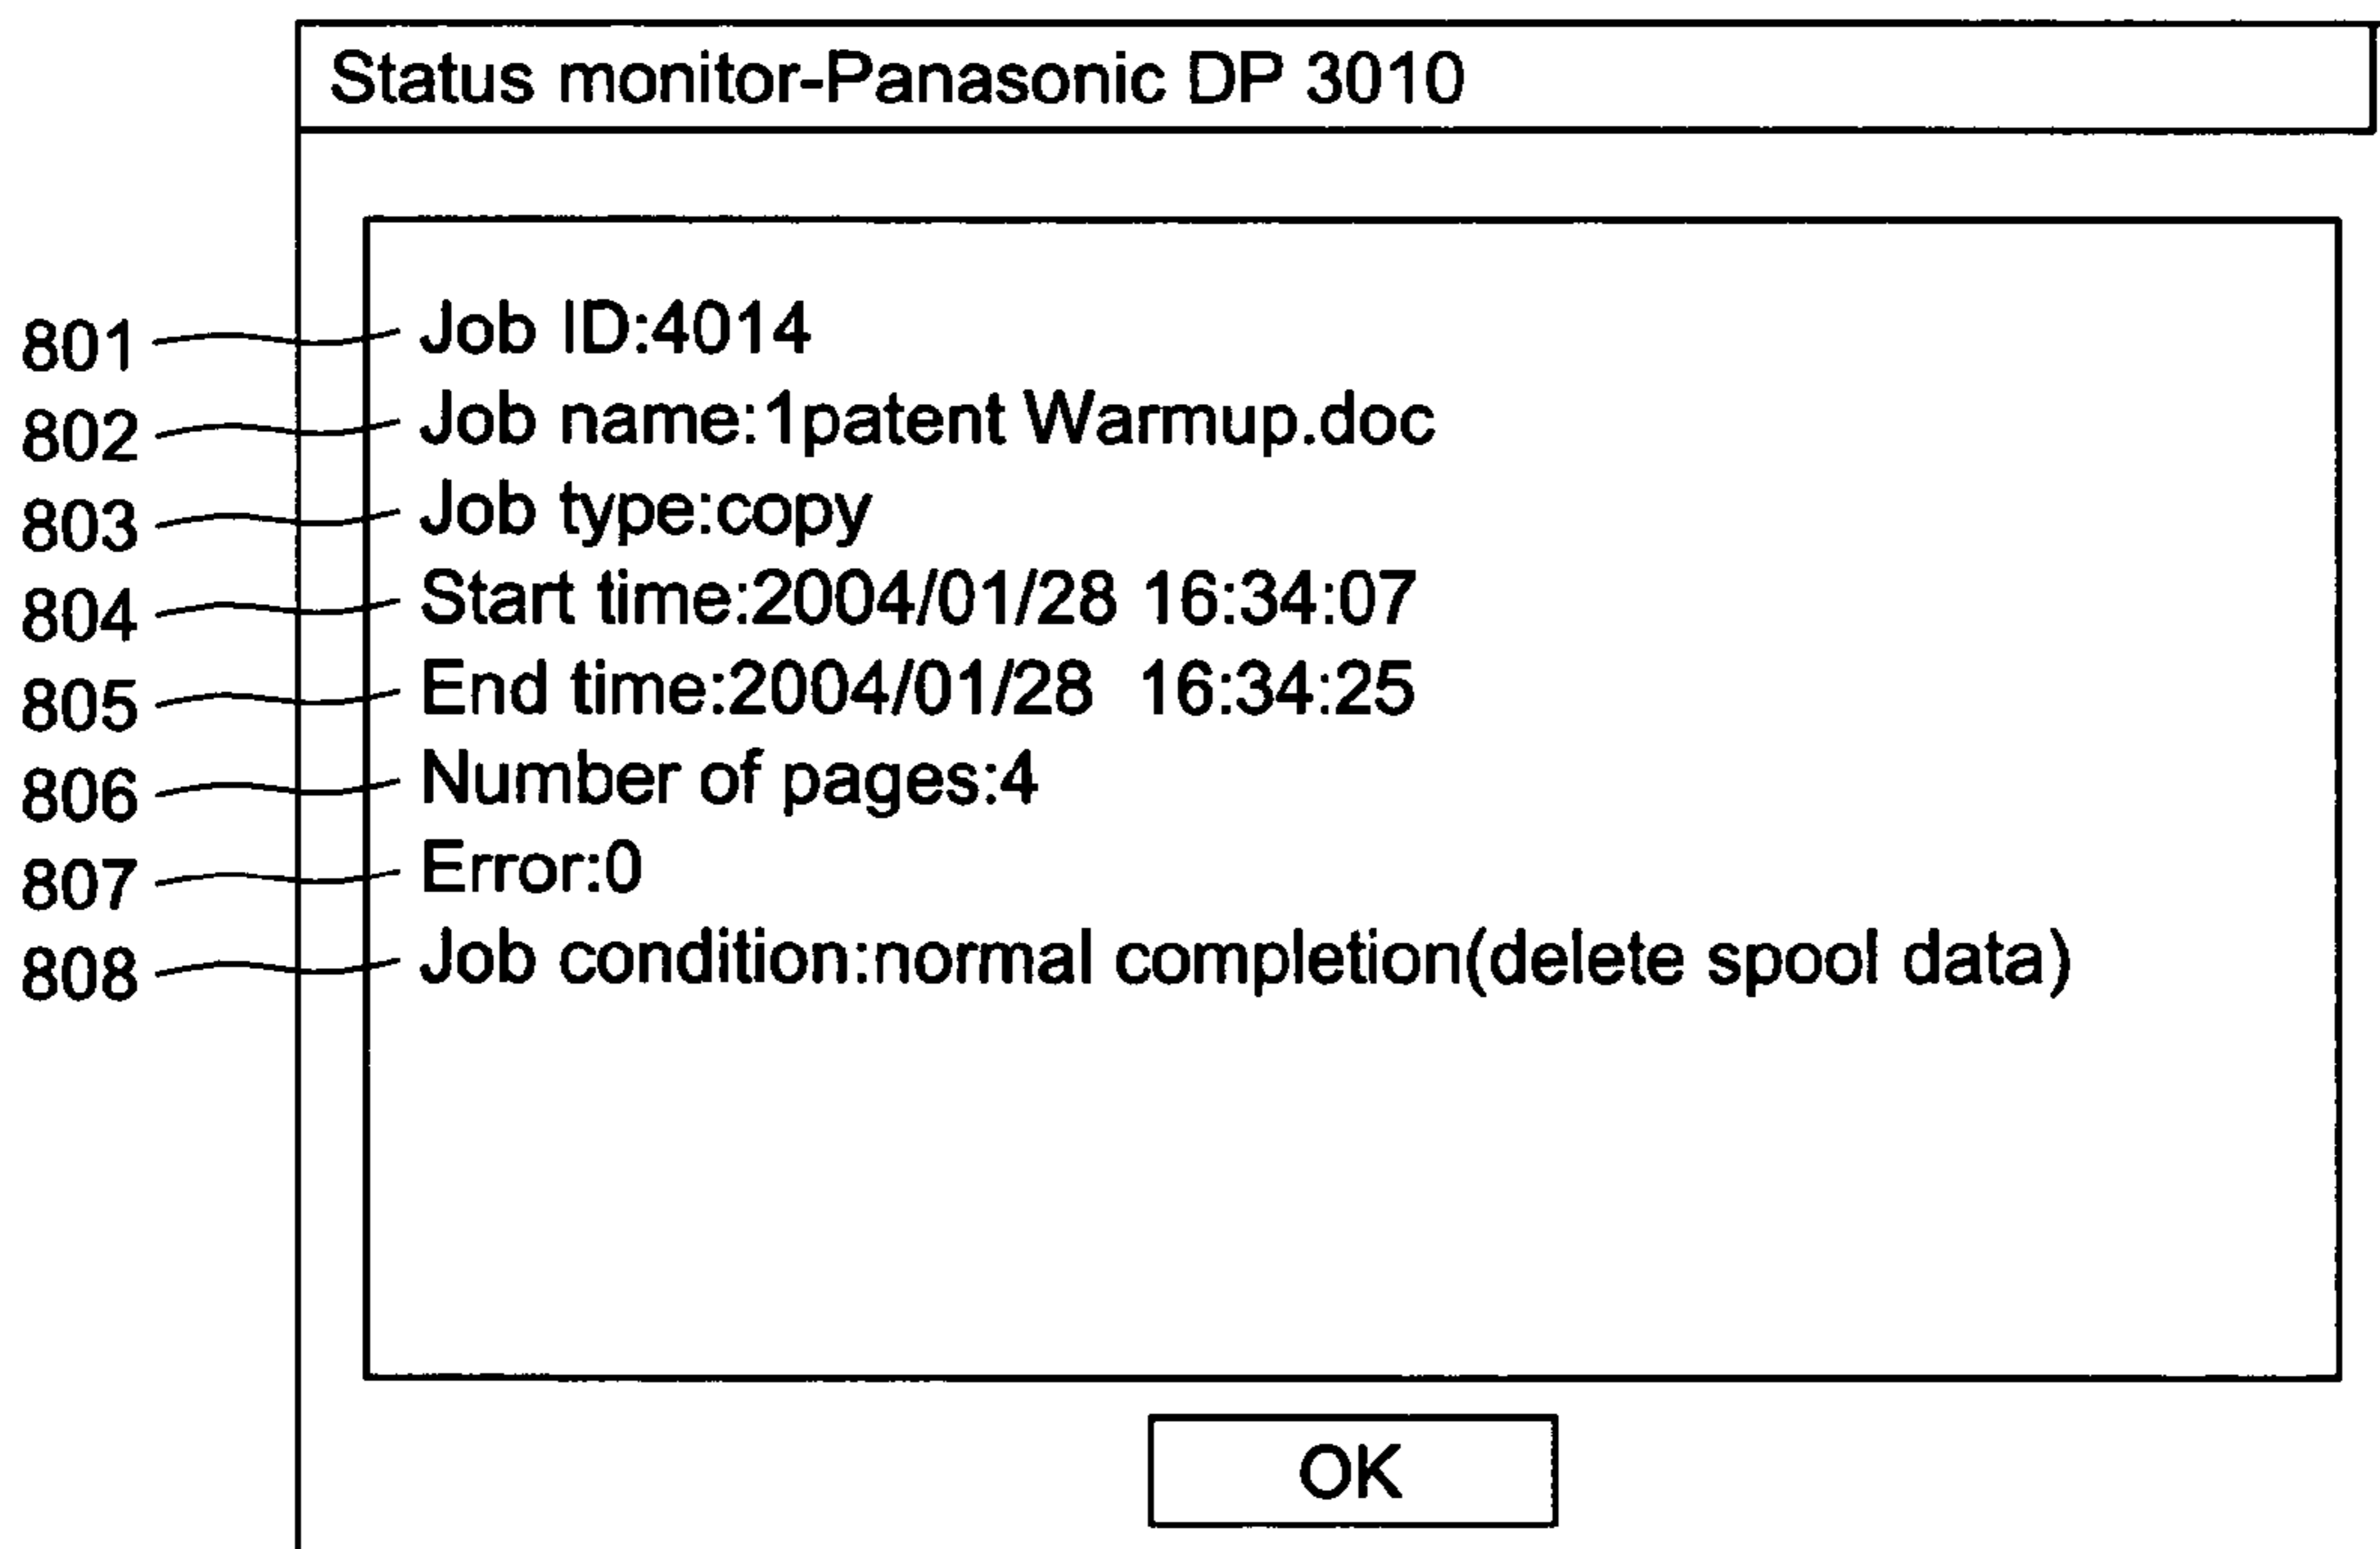 Status monitor-Panasonic DP 3010
801 Job ID:4014
802 Job name:1patent Warmup.doc
803 Job type:copy
804 Start time:2004/01/28 16:34:07
805 End time:2004/01/28  16:34:25
806 Number of pages:4
807 Error:0
808 Job condition:normal completion(delete spool data)
OK